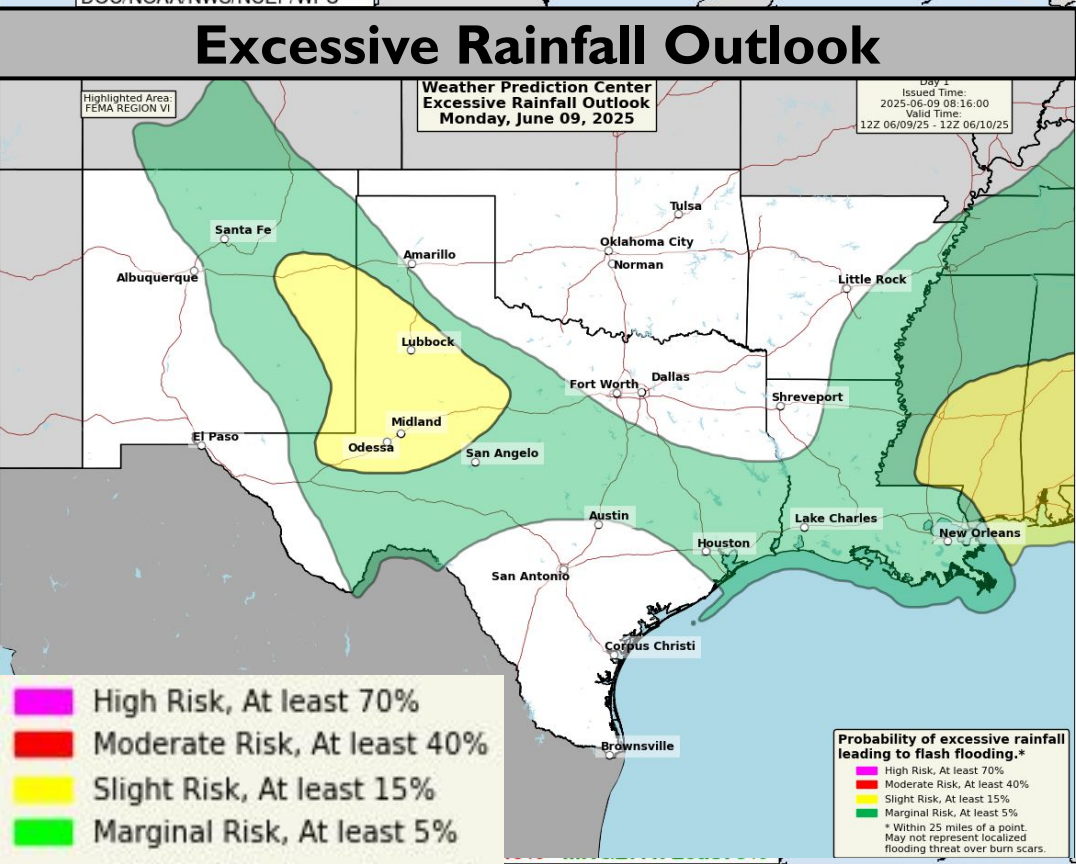 DOC/NOAA/NWS/NCEP/WPC
Excessive Rainfall Outlook
Highlighted Area:
FEMA REGION VI
Weather Prediction Center
Excessive Rainfall Outlook
Monday, June 09, 2025
Day 1
Issued Time:
2025-06-09 08:16:00
Valid Time:
12Z 06/09/25 - 12Z 06/10/25
Tulsa
Santa Fe
Oklahoma City
Amarillo
Norman
Albuquerque
Little Rock
Lubbock
Dallas
Fort Worth
Shreveport
Midland
El Paso
Odessa
San Angelo
Austin
Lake Charles
New Orleans
Houston
San Antonio
Corpus Christi
Brownsville
High Risk, At least 70%
Moderate Risk, At least 40%
Slight Risk, At least 15%
Marginal Risk, At least 5%
Probability of excessive rainfall
leading to flash flooding.*
High Risk, At least 70%
Moderate Risk, At least 40%
Slight Risk, At least 15%
Marginal Risk, At least 5%
* Within 25 miles of a point.
May not represent localized
flooding threat over burn scars.